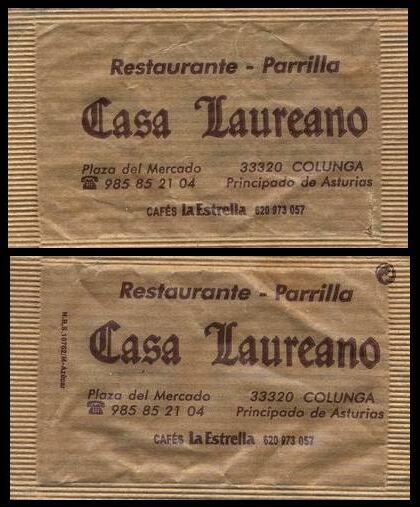 Restaurante - Parrilla
Casa Laureano
Plaza del Mercado 33320 COLUNGA
☎ 985 85 21 04 Principado de Asturias
CAFÉS La Estrella 620 973 057
Restaurante - Parrilla
N.R.S. 10762/M-Azúcar
Casa Laureano
Plaza del Mercado 33320 COLUNGA
☎ 985 85 21 04 Principado de Asturias
CAFÉS La Estrella 620 973 057